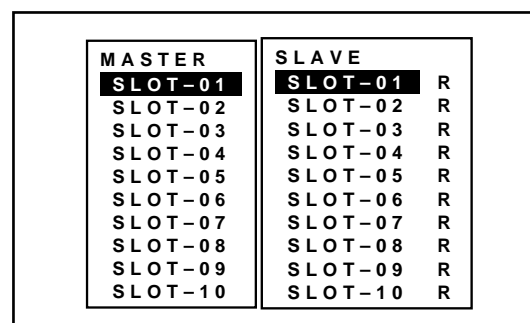 MASTER
SLOT–01
SLOT–02
SLOT–03
SLOT–04
SLOT–05
SLOT–06
SLOT–07
SLOT–08
SLOT–09
SLOT–10
SLAVE
SLOT–01 R
SLOT–02 R
SLOT–03 R
SLOT–04 R
SLOT–05 R
SLOT–06 R
SLOT–07 R
SLOT–08 R
SLOT–09 R
SLOT–10 R